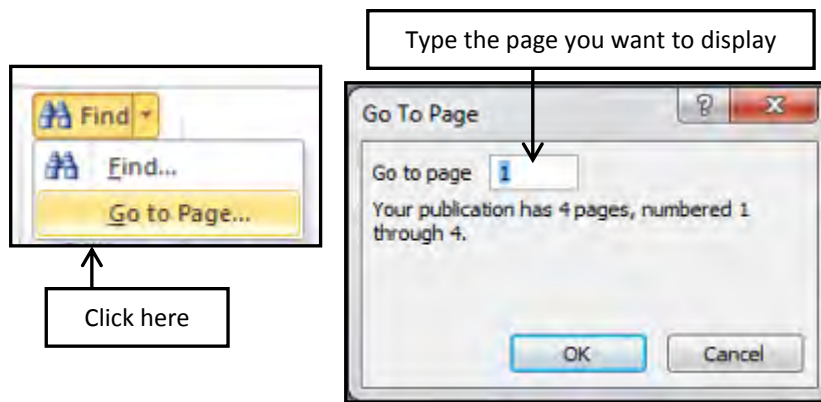 Type the page you want to display
Find
Find...
Go to Page...
Click here
Go To Page
Go to page 1
Your publication has 4 pages, numbered 1
through 4.
OK Cancel